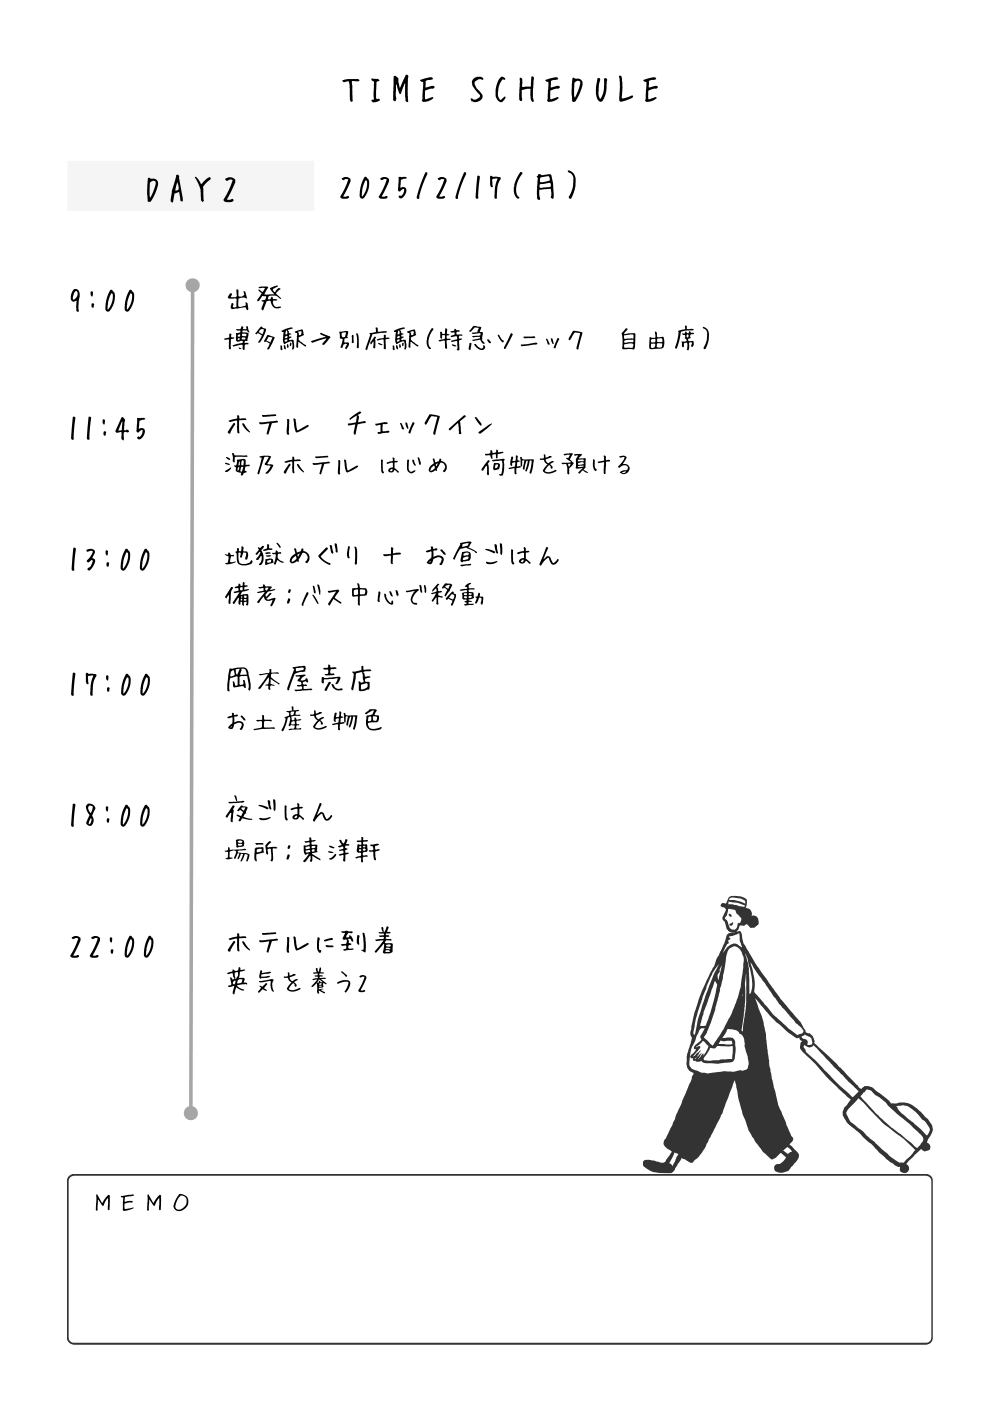 TIME SCHEDULE
DAY2 2025/2/17(月)
9:00 出発
博多駅→別府駅(特急ソニック 自由席)
11:45 ホテル チェックイン
海乃ホテル はじめ 荷物を預ける
13:00 地獄めぐり + お昼ごはん
備考;バス中心で移動
17:00 岡本屋売店
お土産を物色
18:00 夜ごはん
場所;東洋軒
22:00 ホテルに到着
英気を養う2
MEMO